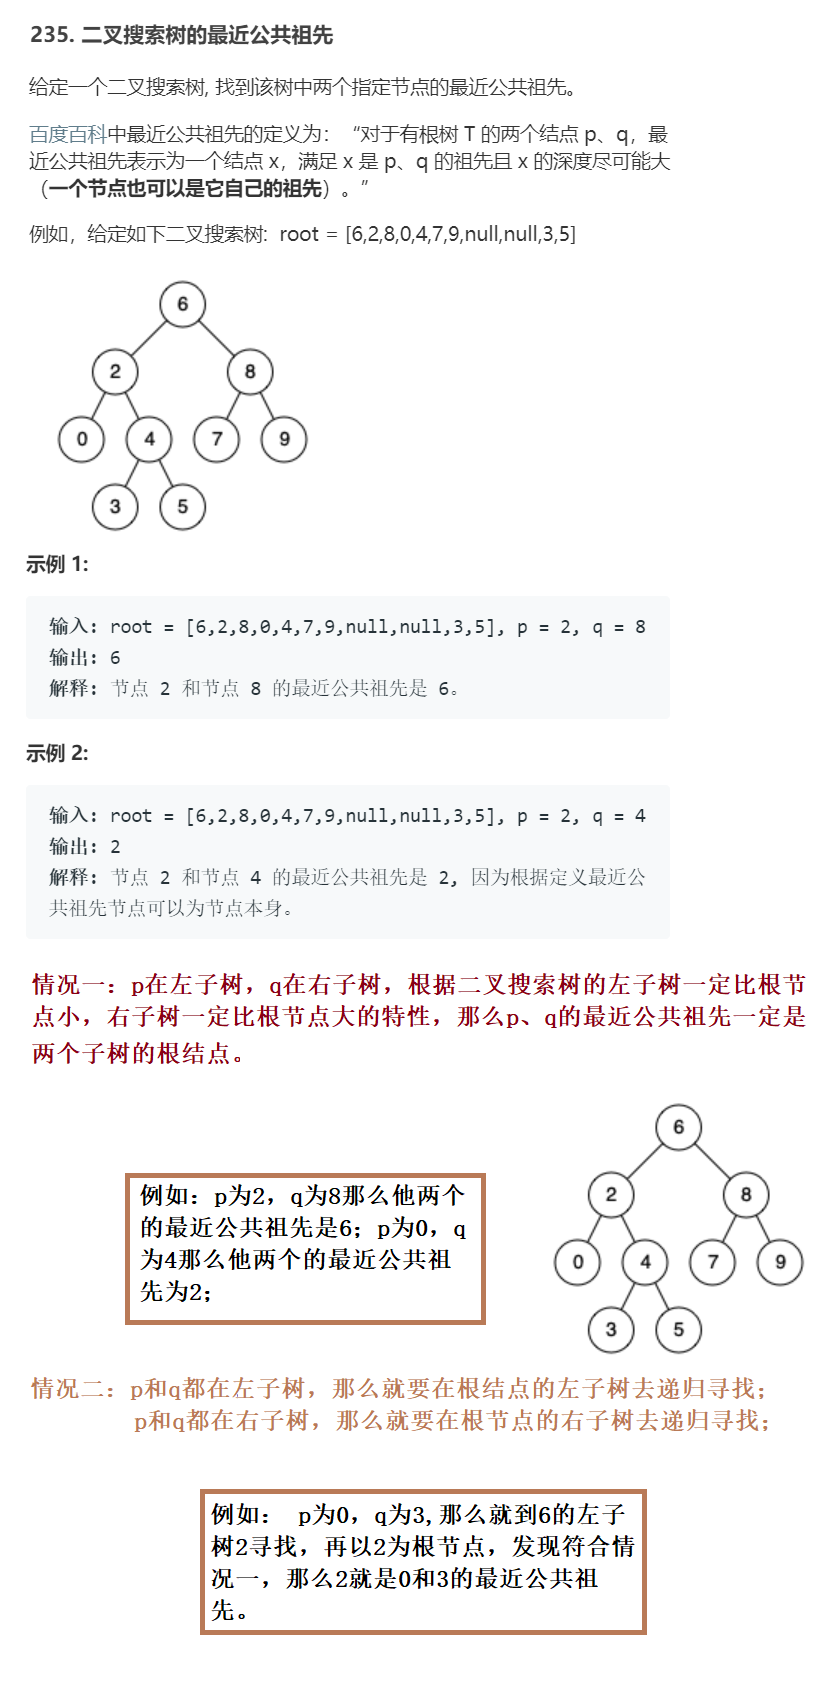 235. 二叉搜索树的最近公共祖先
给定一个二叉搜索树, 找到该树中两个指定节点的最近公共祖先。
百度百科中最近公共祖先的定义为：“对于有根树 T 的两个结点 p、q，最
近公共祖先表示为一个结点 x，满足 x 是 p、q 的祖先且 x 的深度尽可能大
（一个节点也可以是它自己的祖先）。”
例如，给定如下二叉搜索树: root = [6,2,8,0,4,7,9,null,null,3,5]
6
2 8
0 4 7 9
3 5
示例 1:
输入: root = [6,2,8,0,4,7,9,null,null,3,5], p = 2, q = 8
输出: 6
解释: 节点 2 和节点 8 的最近公共祖先是 6。
示例 2:
输入: root = [6,2,8,0,4,7,9,null,null,3,5], p = 2, q = 4
输出: 2
解释: 节点 2 和节点 4 的最近公共祖先是 2, 因为根据定义最近公
共祖先节点可以为节点本身。
情况一：p在左子树，q在右子树，根据二叉搜索树的左子树一定比根节
点小，右子树一定比根节点大的特性，那么p、q的最近公共祖先一定是
两个子树的根结点。
例如：p为2，q为8那么他两个
的最近公共祖先是6；p为0，q
为4那么他两个的最近公共祖
先为2；
6
2 8
0 4 7 9
3 5
情况二：p和q都在左子树，那么就要在根结点的左子树去递归寻找；
p和q都在右子树，那么就要在根节点的右子树去递归寻找；
例如： p为0，q为3,那么就到6的左子
树2寻找，再以2为根节点，发现符合情
况一，那么2就是0和3的最近公共祖
先。